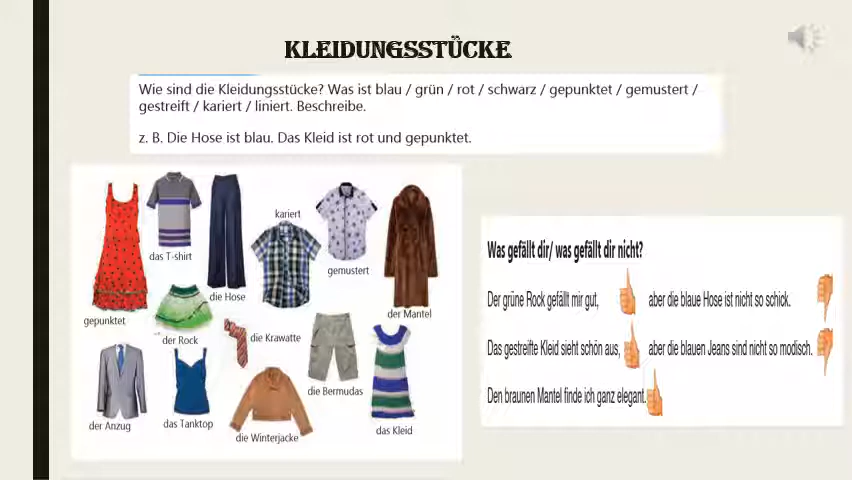 KLEIDUNGSSTÜCKE
Wie sind die Kleidungsstücke? Was ist blau / grün / rot / schwarz / gepunktet / gemustert /
gestreift / kariert / liniert. Beschreibe.
z. B. Die Hose ist blau. Das Kleid ist rot und gepunktet.
kariert
das T-shirt
gemustert
die Hose
der Mantel
gepunktet
der Rock
die Krawatte
die Bermudas
der Anzug
das Tanktop
die Winterjacke
das Kleid
Was gefällt dir/ was gefällt dir nicht?
Der grüne Rock gefällt mir gut, aber die blaue Hose ist nicht so schick.
Das gestreifte Kleid sieht schön aus, aber die blauen Jeans sind nicht so modisch.
Den braunen Mantel finde ich ganz elegant.